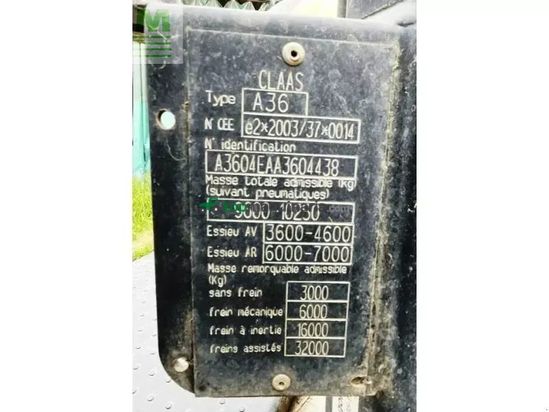 CLAAS
Type A36
N° CEE e2*2003/37*0014
N° identification
A3604EAA3604438
Masse totale admissible (kg)
(suivant pneumatiques)
9600-10250
Essieu AV 3600-4600
Essieu AR 6000-7000
Masse remorquable admissible
(Kg)
sans frein 3000
frein mécanique 6000
frein à inertie 16000
freins assistés 32000